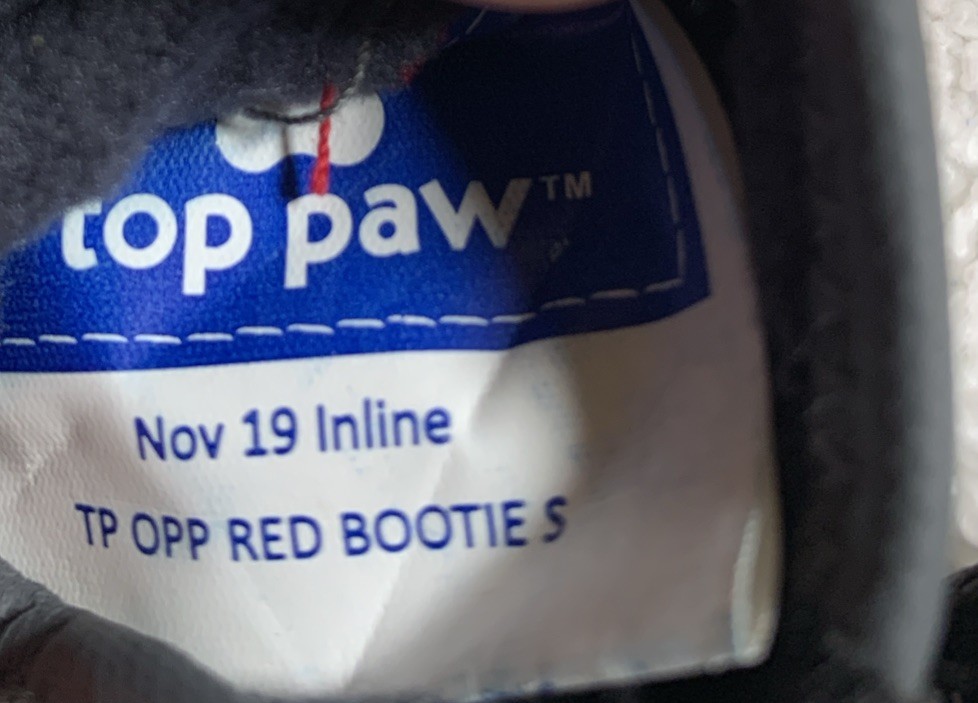 top paw™
Nov 19 Inline
TP OPP RED BOOTIE S